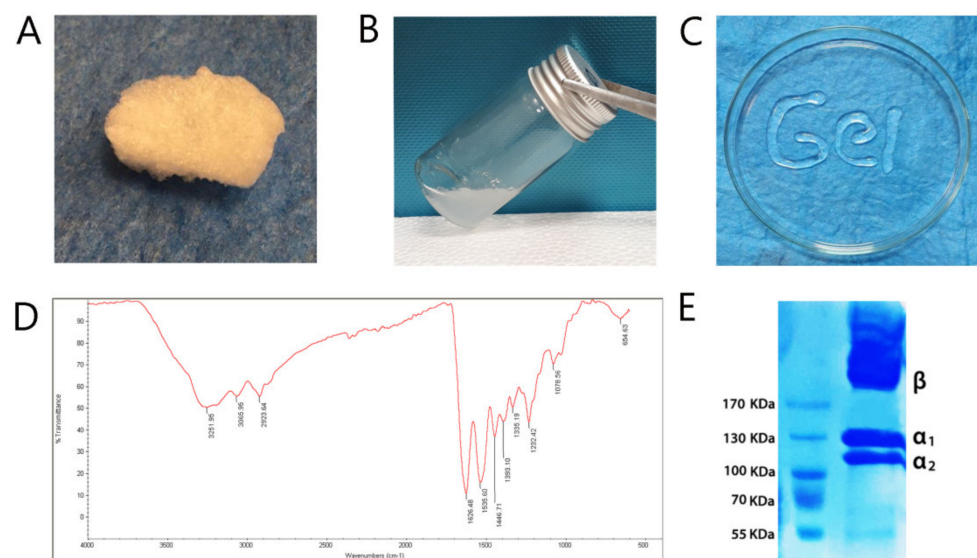 A
B
C
Gel
D
% Transmittance
90
80
70
60
50
40
30
20
10
0
3251.95
3065.95
2923.64
1626.48
1535.60
1446.71
1393.10
1335.19
1232.42
1078.56
654.63
4000
3500
3000
2500
2000
1500
1000
500
Wavenumbers (cm-1)
E
170 KDa
130 KDa
100 KDa
70 KDa
55 KDa
β
α₁
α₂